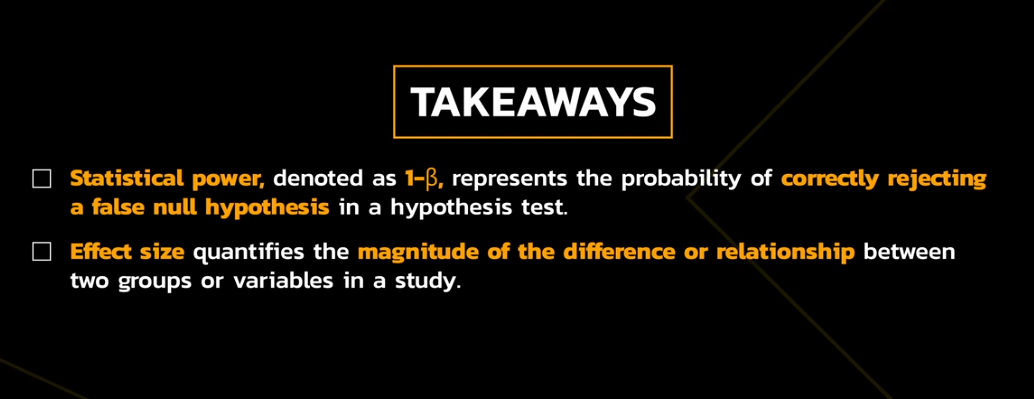 TAKEAWAYS
Statistical power, denoted as 1-β, represents the probability of correctly rejecting
a false null hypothesis in a hypothesis test.
Effect size quantifies the magnitude of the difference or relationship between
two groups or variables in a study.